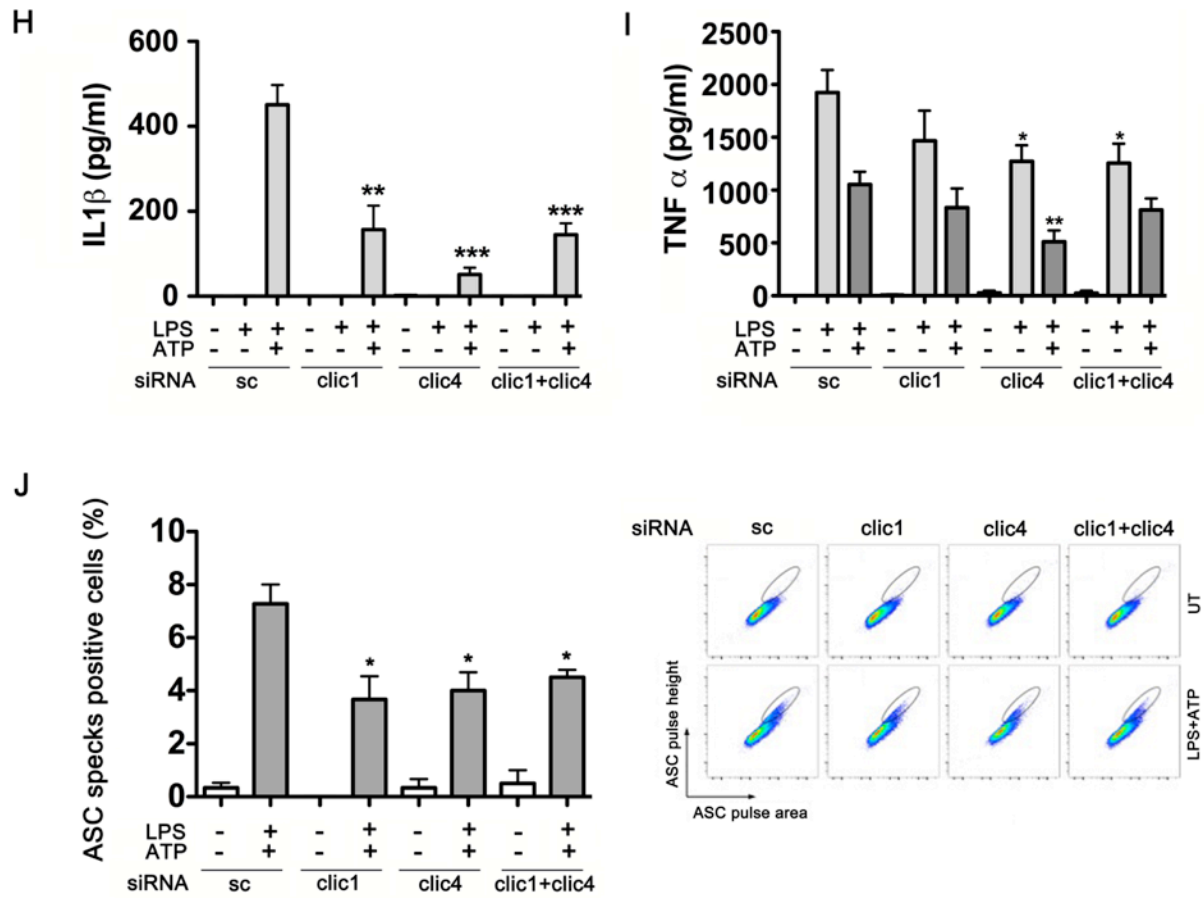 H
600
400
200
0
IL1β (pg/ml)
**
***
***
LPS - + + - + + - + + - + +
ATP - - + - - + - - + - - +
siRNA sc clic1 clic4 clic1+clic4
I
2500
2000
1500
1000
500
0
TNF α (pg/ml)
*
**
*
LPS - + + - + + - + + - + +
ATP - - + - - + - - + - - +
siRNA sc clic1 clic4 clic1+clic4
J
10
8
6
4
2
0
ASC specks positive cells (%)
*
*
*
LPS - + - + - + - +
ATP - + - + - + - +
siRNA sc clic1 clic4 clic1+clic4
siRNA sc clic1 clic4 clic1+clic4
UT
LPS+ATP
ASC pulse height
ASC pulse area